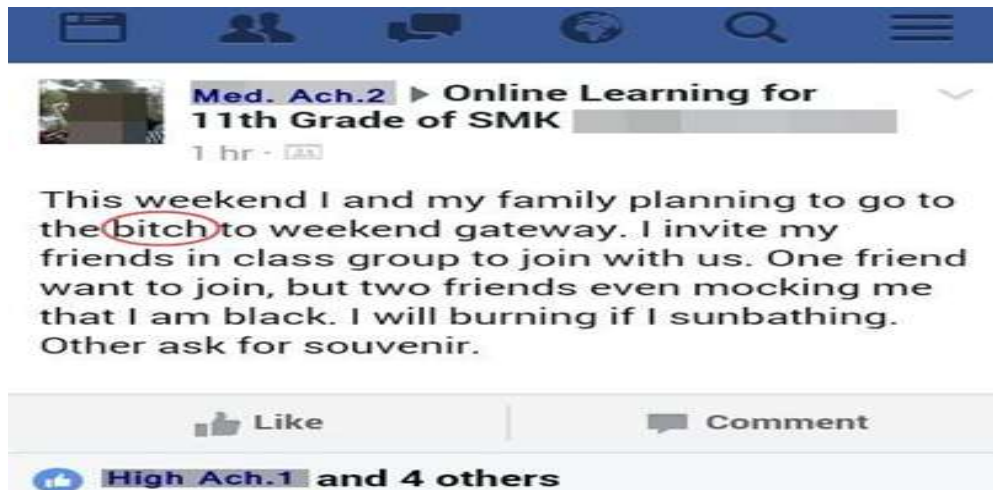 Med. Ach.2 ▶ Online Learning for
11th Grade of SMK
1 hr ·
This weekend I and my family planning to go to
the bitch to weekend gateway. I invite my
friends in class group to join with us. One friend
want to join, but two friends even mocking me
that I am black. I will burning if I sunbathing.
Other ask for souvenir.
Like Comment
High Ach.1 and 4 others